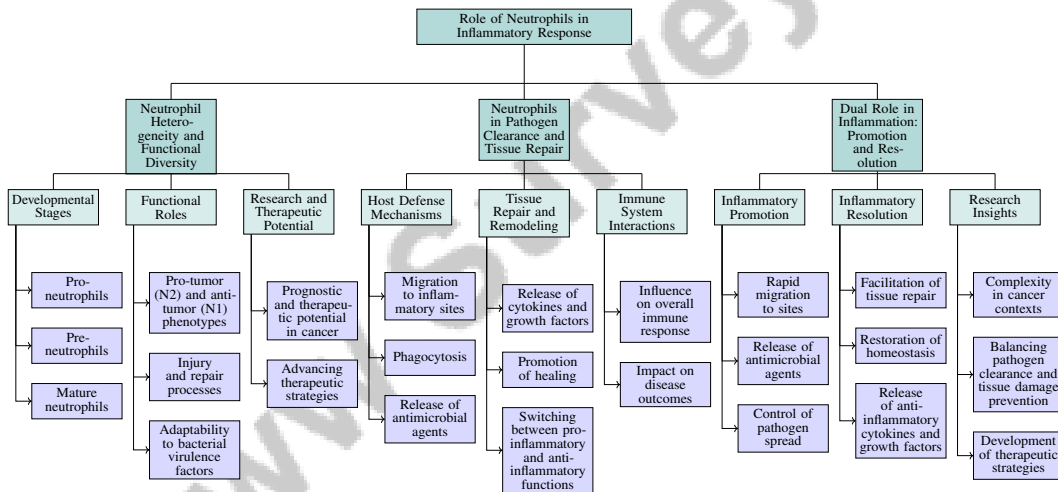 Role of Neutrophils in
Inflammatory Response
Neutrophil
Hetero-
geneity and
Functional
Diversity
Neutrophils
in Pathogen
Clearance and
Tissue Repair
Dual Role in
Inflammation:
Promotion
and Res-
olution
Developmental
Stages
Functional
Roles
Research and
Therapeutic
Potential
Host Defense
Mechanisms
Tissue
Repair and
Remodeling
Immune
System
Interactions
Inflammatory
Promotion
Inflammatory
Resolution
Research
Insights
Pro-
neutrophils
Pre-
neutrophils
Mature
neutrophils
Pro-tumor
(N2) and anti-
tumor (N1)
phenotypes
Injury
and repair
processes
Adaptability
to bacterial
virulence
factors
Prognostic
and therapeu-
tic potential
in cancer
Advancing
therapeutic
strategies
Migration
to inflam-
matory sites
Phagocytosis
Release of
antimicrobial
agents
Release of
cytokines and
growth factors
Promotion
of healing
Switching
between pro-
inflammatory
and anti-
inflammatory
functions
Influence
on overall
immune
response
Impact on
disease
outcomes
Rapid
migration
to sites
Release of
antimicrobial
agents
Control of
pathogen
spread
Facilitation of
tissue repair
Restoration of
homeostasis
Release
of anti-
inflammatory
cytokines and
growth factors
Complexity
in cancer
contexts
Balancing
pathogen
clearance and
tissue damage
prevention
Development
of therapeutic
strategies
www Survey